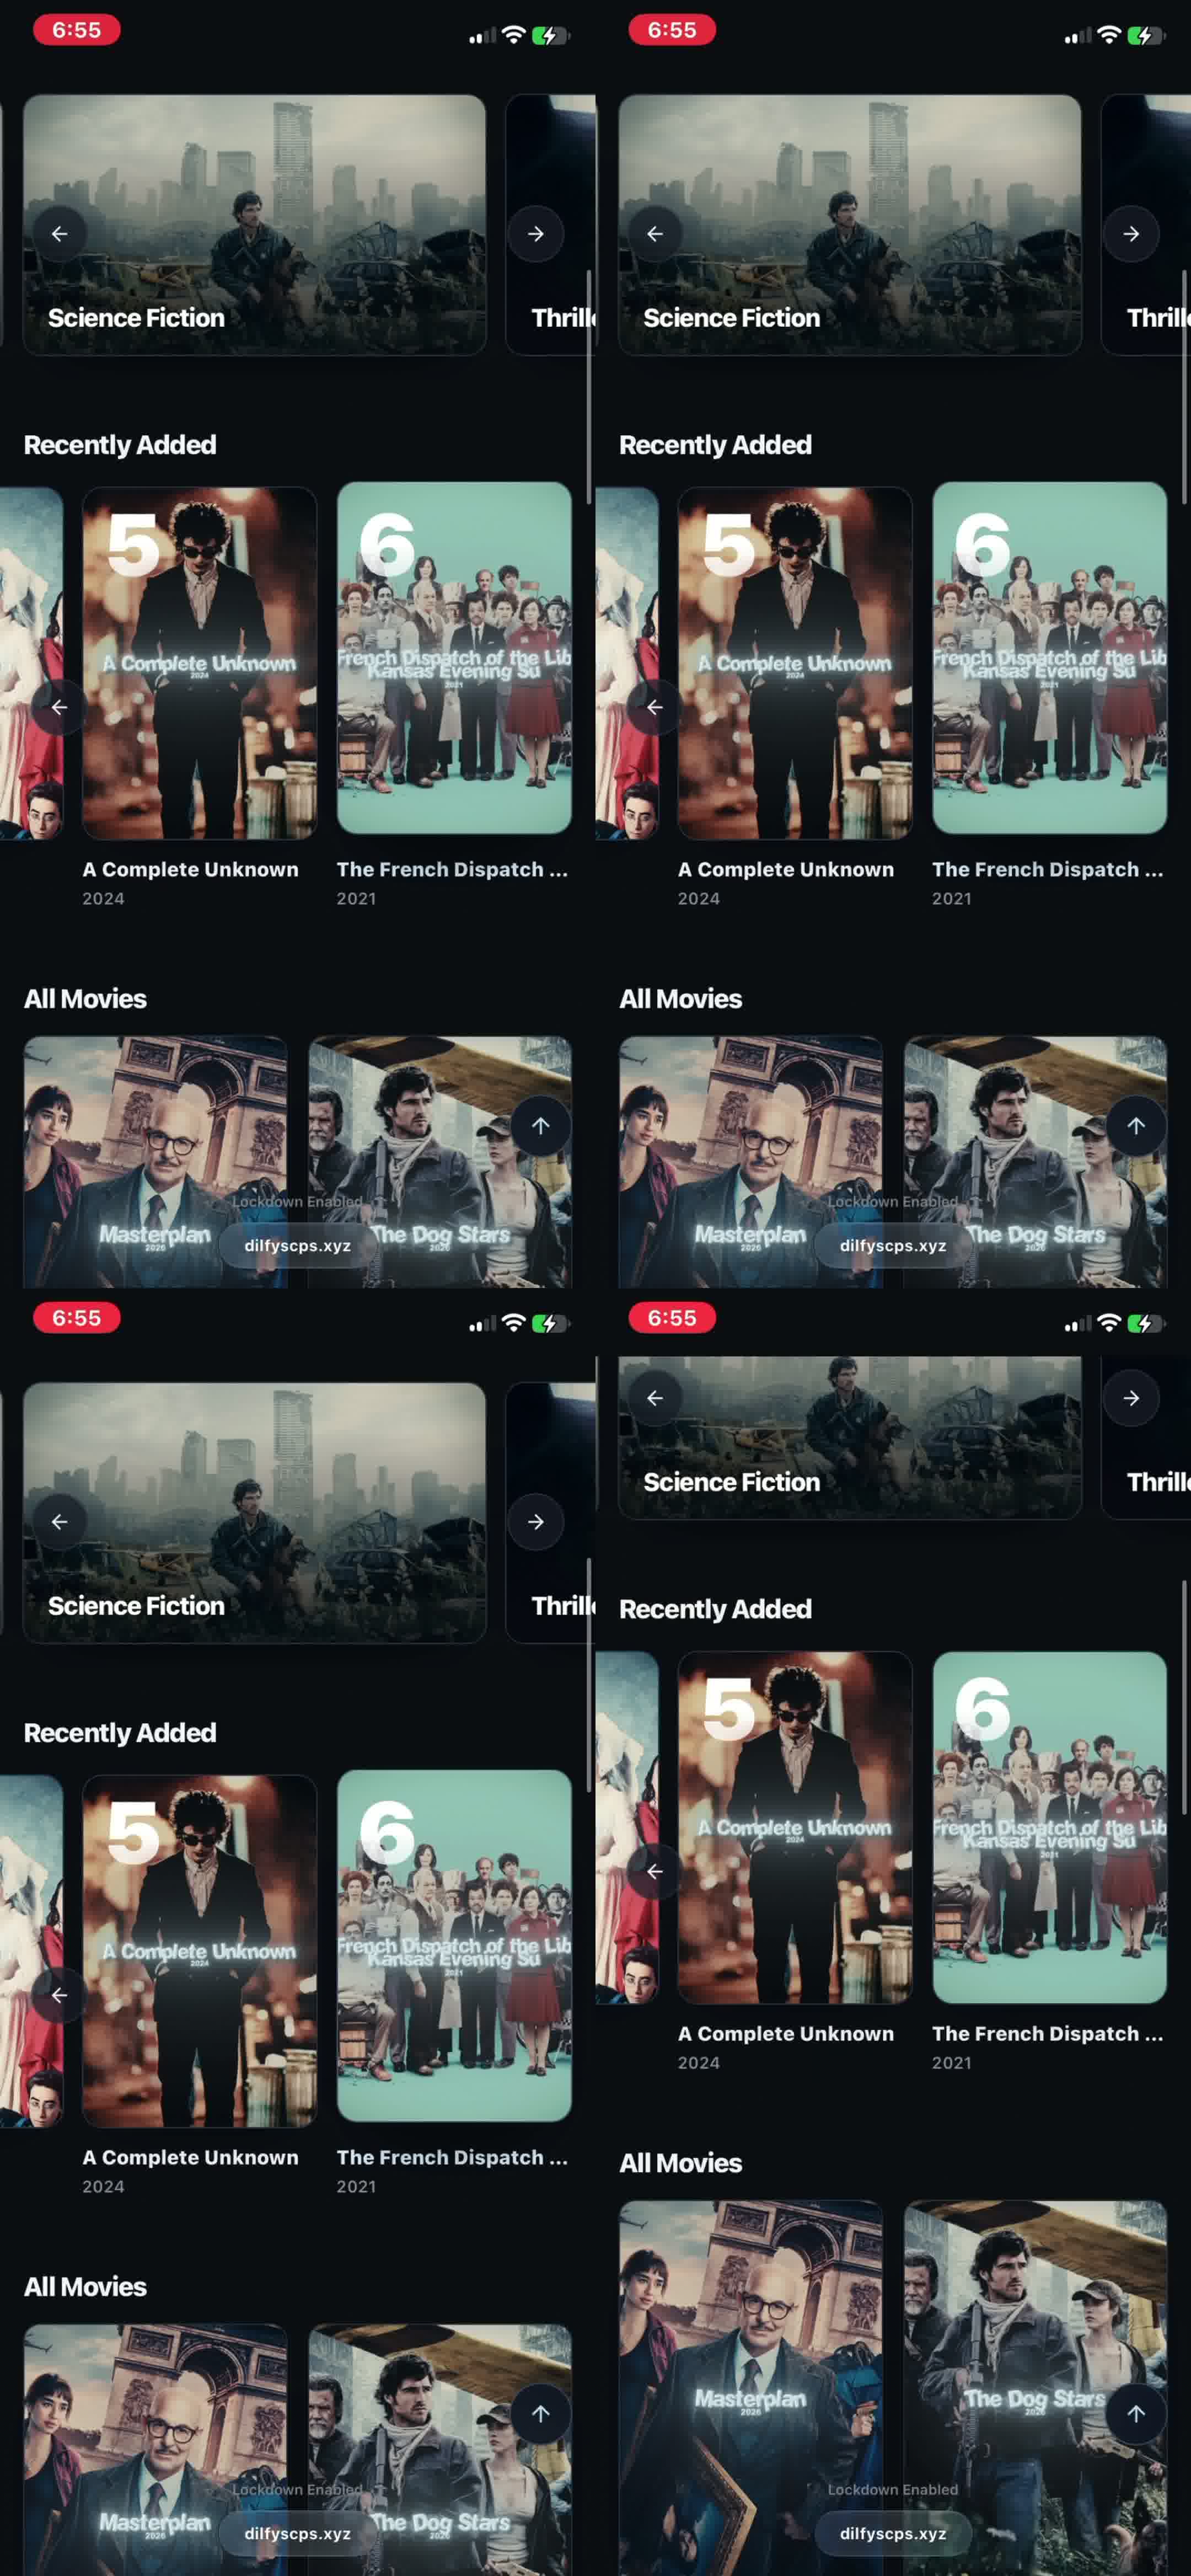 6:55
Science Fiction
Thrill
Recently Added
5
6
A Complete Unknown
2024
French Dispatch of the Lib
Kansas Evening Su
2021
A Complete Unknown
The French Dispatch ...
2024
2021
All Movies
Lockdown Enabled
Masterplan
2026
The Dog Stars
2026
dilfyscps.xyz
6:55
Science Fiction
Thrill
Recently Added
5
6
A Complete Unknown
2024
French Dispatch of the Lib
Kansas Evening Su
2021
A Complete Unknown
The French Dispatch ...
2024
2021
All Movies
Lockdown Enabled
Masterplan
2026
The Dog Stars
2026
dilfyscps.xyz
6:55
Science Fiction
Thrill
Recently Added
5
6
A Complete Unknown
2024
French Dispatch of the Lib
Kansas Evening Su
2021
A Complete Unknown
The French Dispatch ...
2024
2021
All Movies
Lockdown Enabled
Masterplan
2026
The Dog Stars
2026
dilfyscps.xyz
6:55
Science Fiction
Thrill
Recently Added
5
6
A Complete Unknown
2024
French Dispatch of the Lib
Kansas Evening Su
2021
A Complete Unknown
The French Dispatch ...
2024
2021
All Movies
Masterplan
2026
The Dog Stars
2026
Lockdown Enabled
dilfyscps.xyz